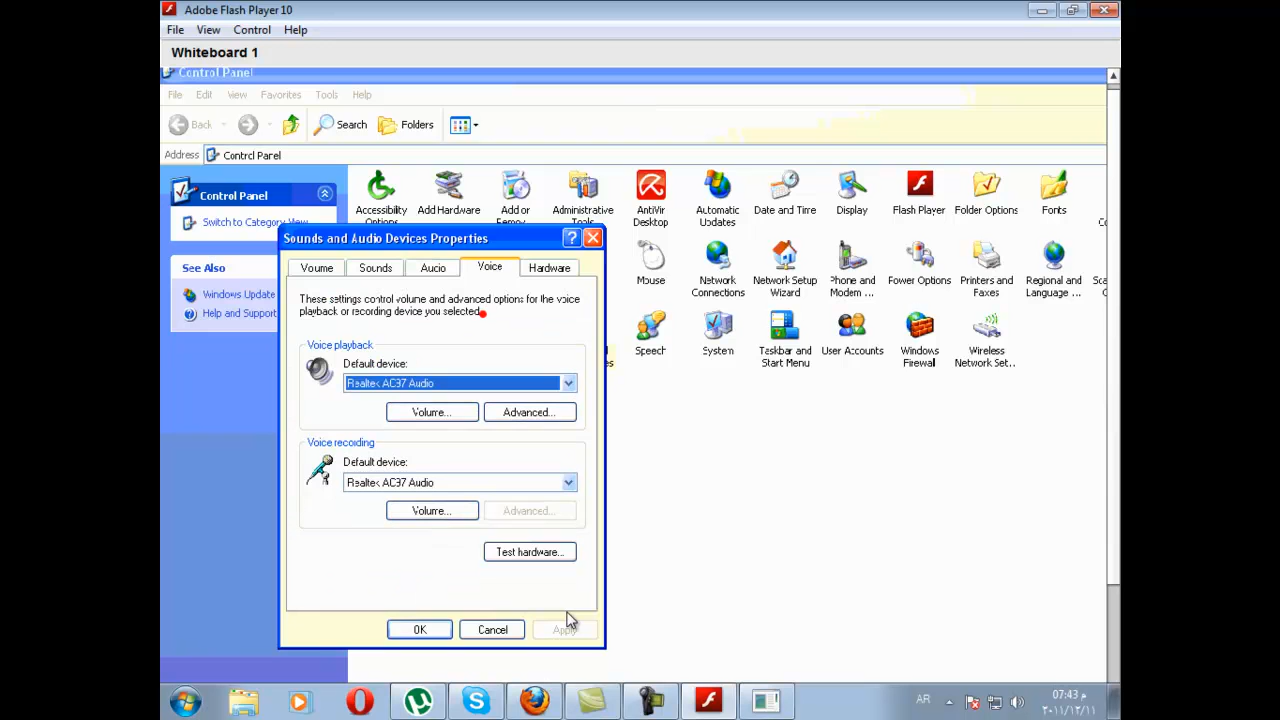 Adobe Flash Player 10
File View Control Help
Whiteboard 1
Control Panel
File Edit View Favorites Tools Help
Back Search Folders
Address Control Panel
Control Panel
Switch to Category View
See Also
Windows Update
Help and Support
Accessibility Options
Add Hardware
Add or Remov...
Administrative Tools
AntiVir Desktop
Automatic Updates
Date and Time
Display
Flash Player
Folder Options
Fonts
Mouse
Network Connections
Network Setup Wizard
Phone and Modem ...
Power Options
Printers and Faxes
Regional and Language ...
Speech
System
Taskbar and Start Menu
User Accounts
Windows Firewall
Wireless Network Set...
Sounds and Audio Devices Properties
Volume Sounds Audio Voice Hardware
These settings control volume and advanced options for the voice
playback or recording device you selected.
Voice playback
Default device:
Realtek AC97 Audio
Volume... Advanced...
Voice recording
Default device:
Realtek AC97 Audio
Volume... Advanced...
Test hardware...
OK Cancel Apply
AR
07:43 م
٢٠١١/١٢/١١